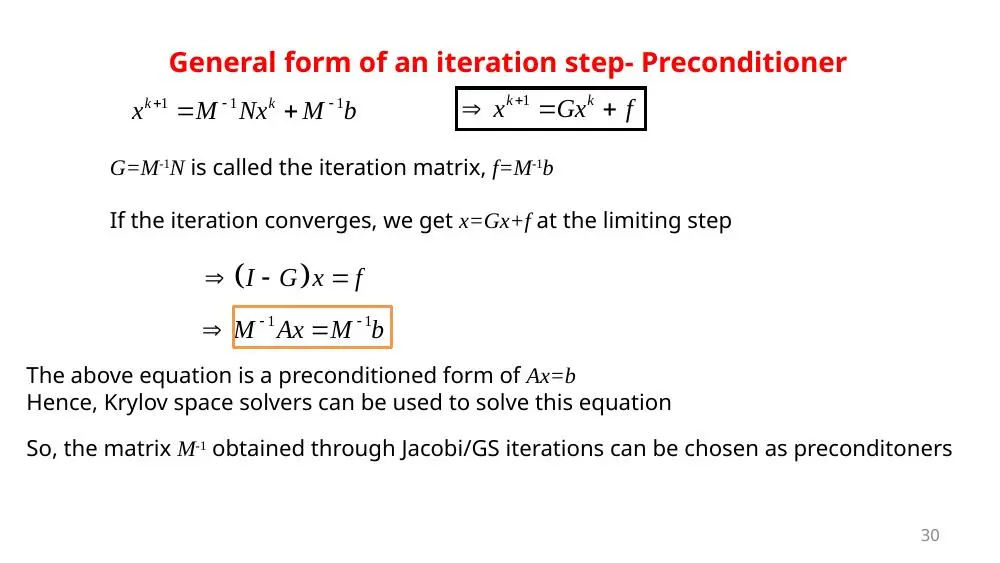 General form of an iteration step- Preconditioner
x^{k+1} = M^{-1}Nx^{k} + M^{-1}b
⇒ x^{k+1} = Gx^{k} + f
G=M^{-1}N is called the iteration matrix, f=M^{-1}b
If the iteration converges, we get x=Gx+f at the limiting step
⇒ (I - G)x = f
⇒ M^{-1}Ax = M^{-1}b
The above equation is a preconditioned form of Ax=b
Hence, Krylov space solvers can be used to solve this equation
So, the matrix M^{-1} obtained through Jacobi/GS iterations can be chosen as preconditoners
30